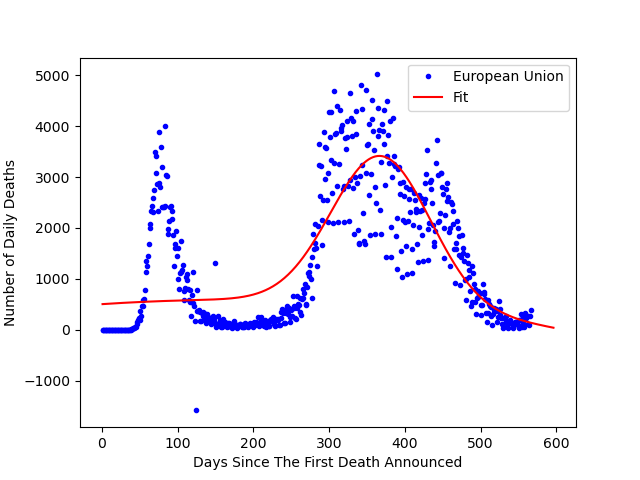 European Union
Fit
Number of Daily Deaths
5000
4000
3000
2000
1000
0
−1000
0 100 200 300 400 500 600
Days Since The First Death Announced